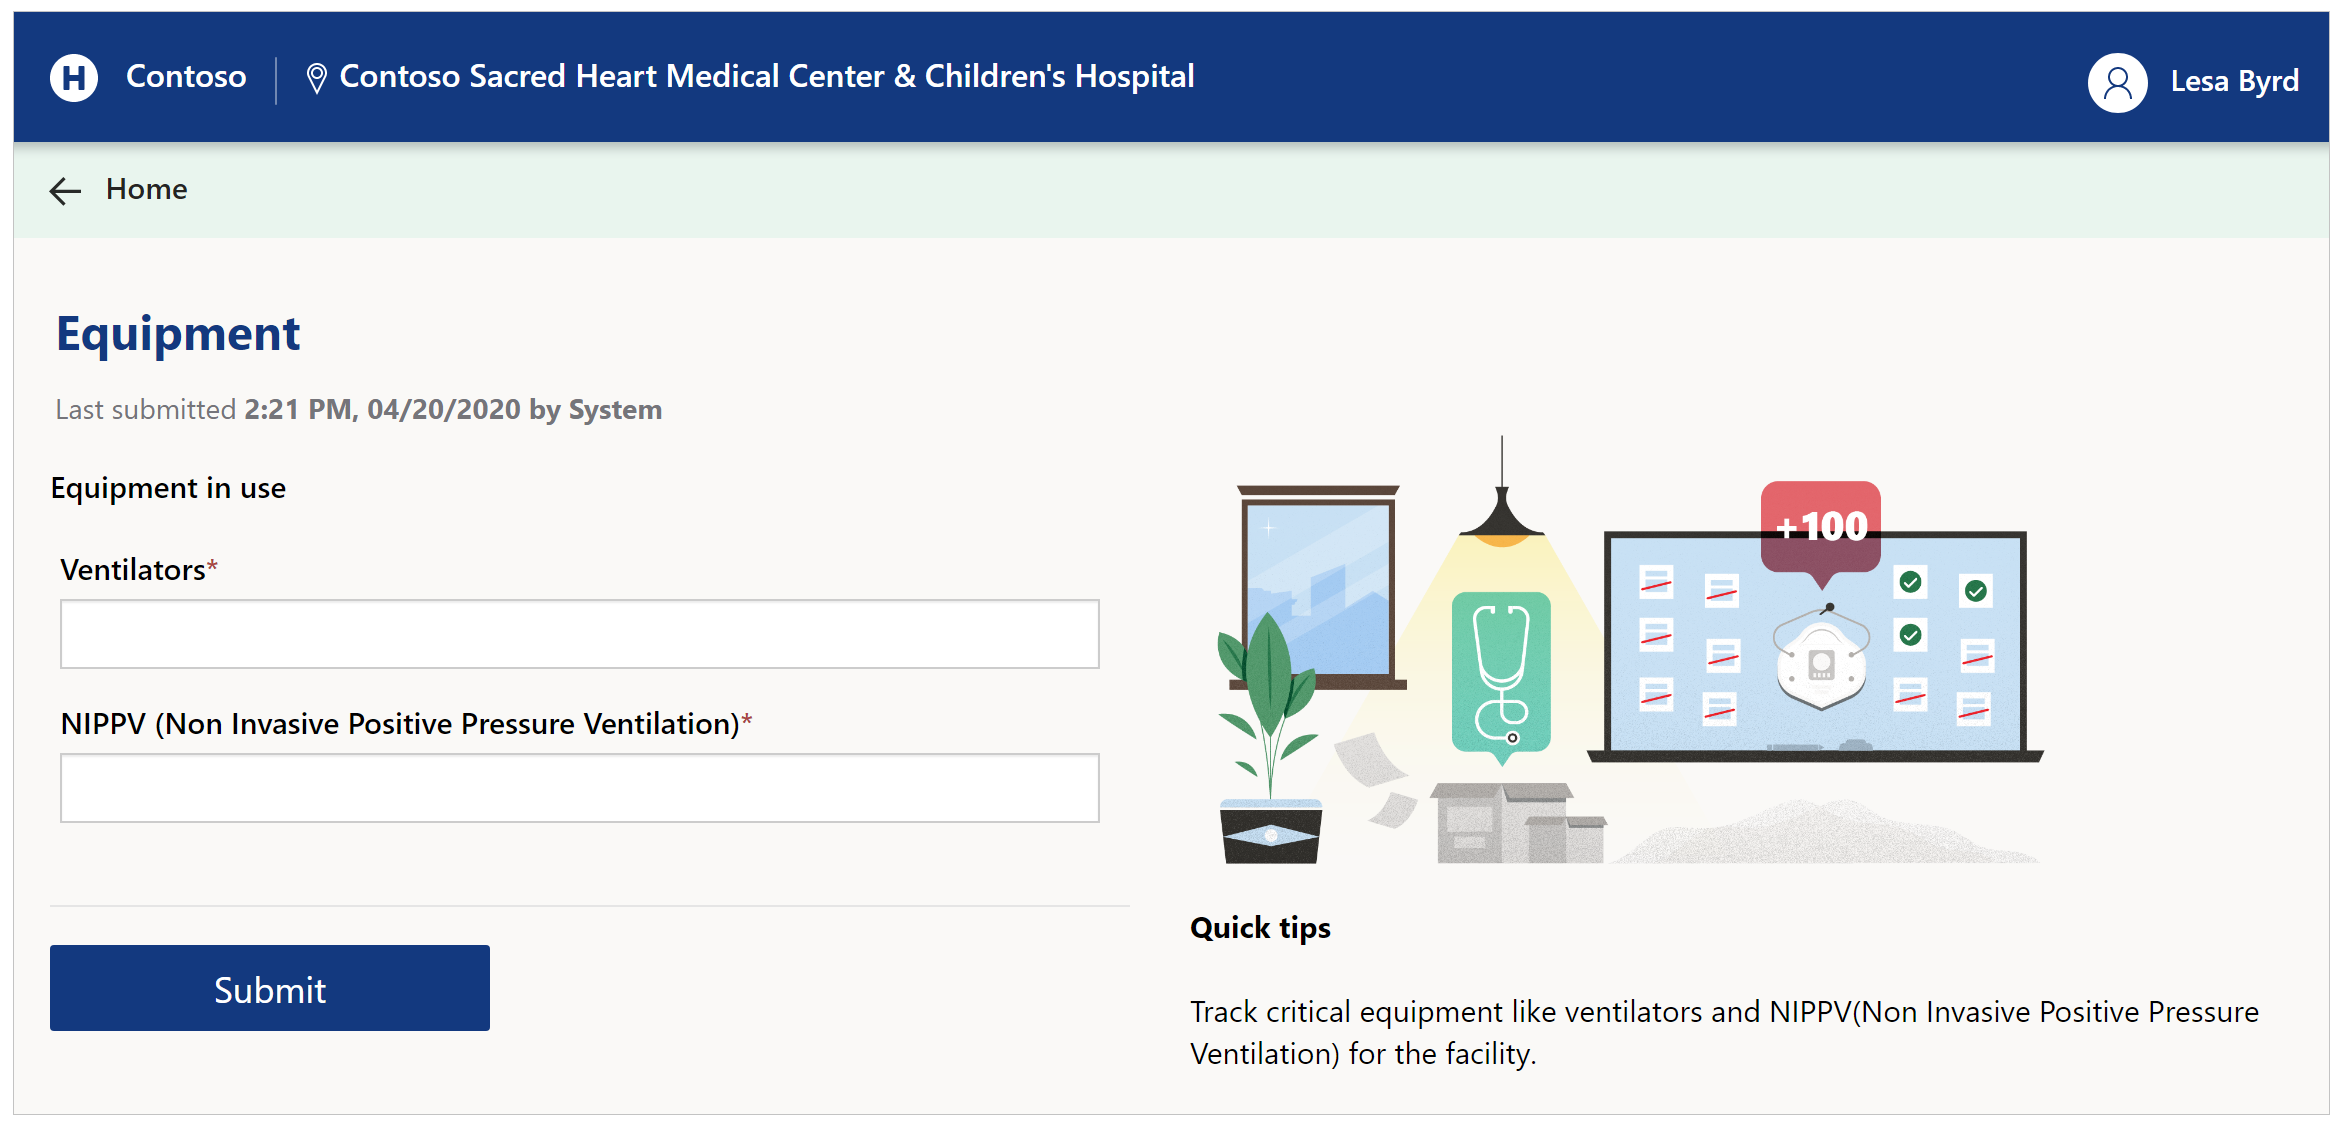 H Contoso Contoso Sacred Heart Medical Center & Children's Hospital Lesa Byrd
Home
Equipment
Last submitted 2:21 PM, 04/20/2020 by System
Equipment in use
Ventilators*
NIPPV (Non Invasive Positive Pressure Ventilation)*
Submit
+100
Quick tips
Track critical equipment like ventilators and NIPPV(Non Invasive Positive Pressure
Ventilation) for the facility.